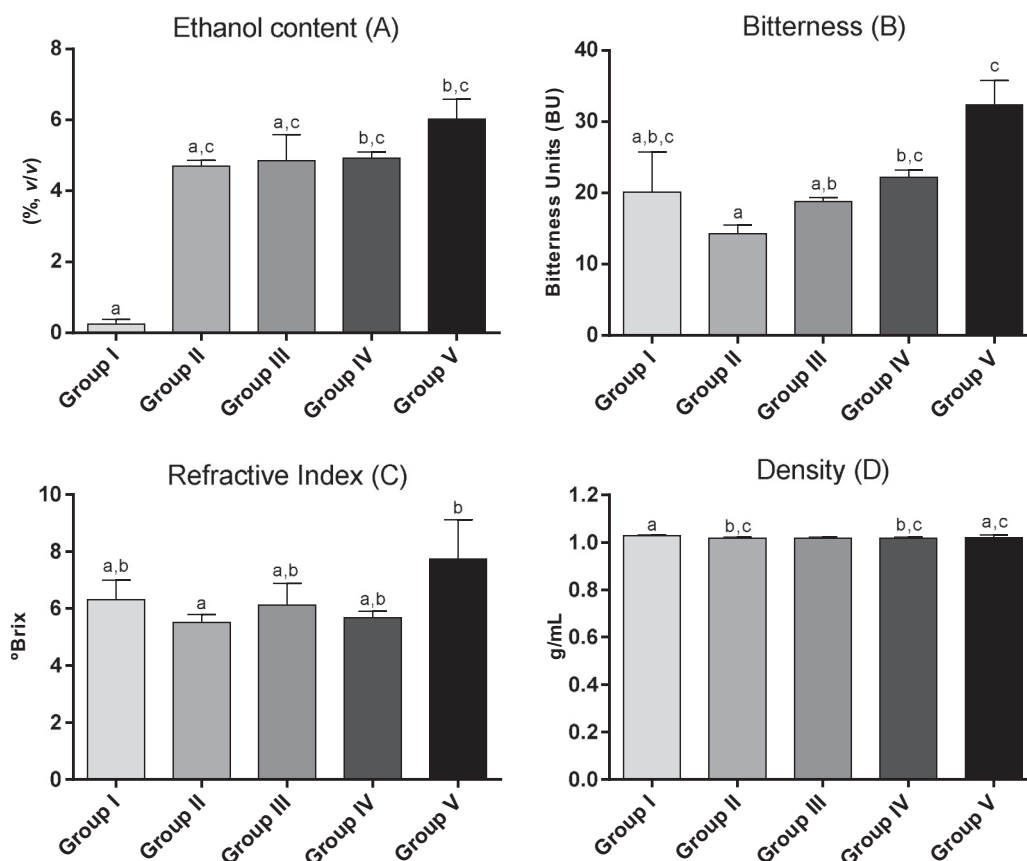 Ethanol content (A)
(%, v/v)
8
6
4
2
0
a
a,c
a,c
b,c
b,c
Group I
Group II
Group III
Group IV
Group V
Bitterness (B)
Bitterness Units (BU)
40
30
20
10
0
a,b,c
a
a,b
b,c
c
Group I
Group II
Group III
Group IV
Group V
Refractive Index (C)
ºBrix
10
8
6
4
2
0
a,b
a
a,b
a,b
b
Group I
Group II
Group III
Group IV
Group V
Density (D)
g/mL
1.2
1.0
0.8
0.6
0.4
0.2
0.0
a
b,c
b,c
a,c
Group I
Group II
Group III
Group IV
Group V